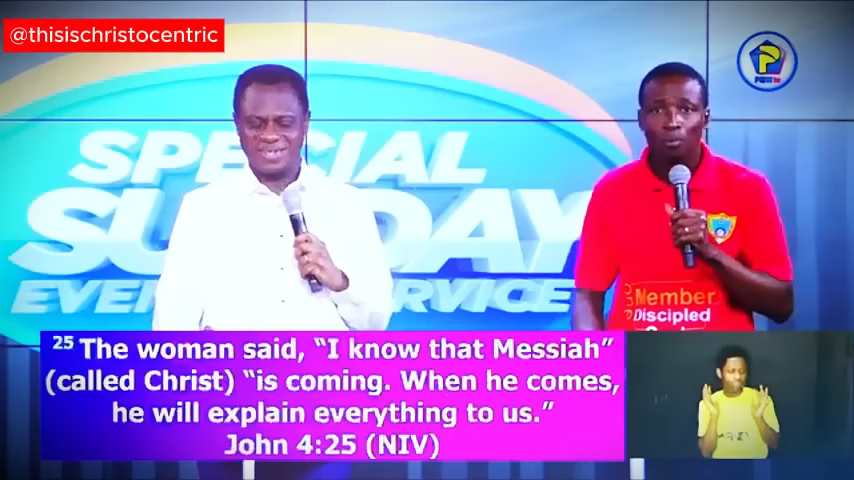 @thisischristocentric
SPECIAL
SUNDAY
SERVICE
Member
Discipled
25 The woman said, “I know that Messiah”
(called Christ) “is coming. When he comes,
he will explain everything to us.”
John 4:25 (NIV)